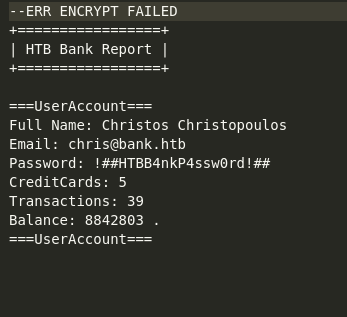 --ERR ENCRYPT FAILED
+=================+
| HTB Bank Report |
+=================+
===UserAccount===
Full Name: Christos Christopoulos
Email: chris@bank.htb
Password: !##HTBB4nkP4ssw0rd!##
CreditCards: 5
Transactions: 39
Balance: 8842803 .
===UserAccount===